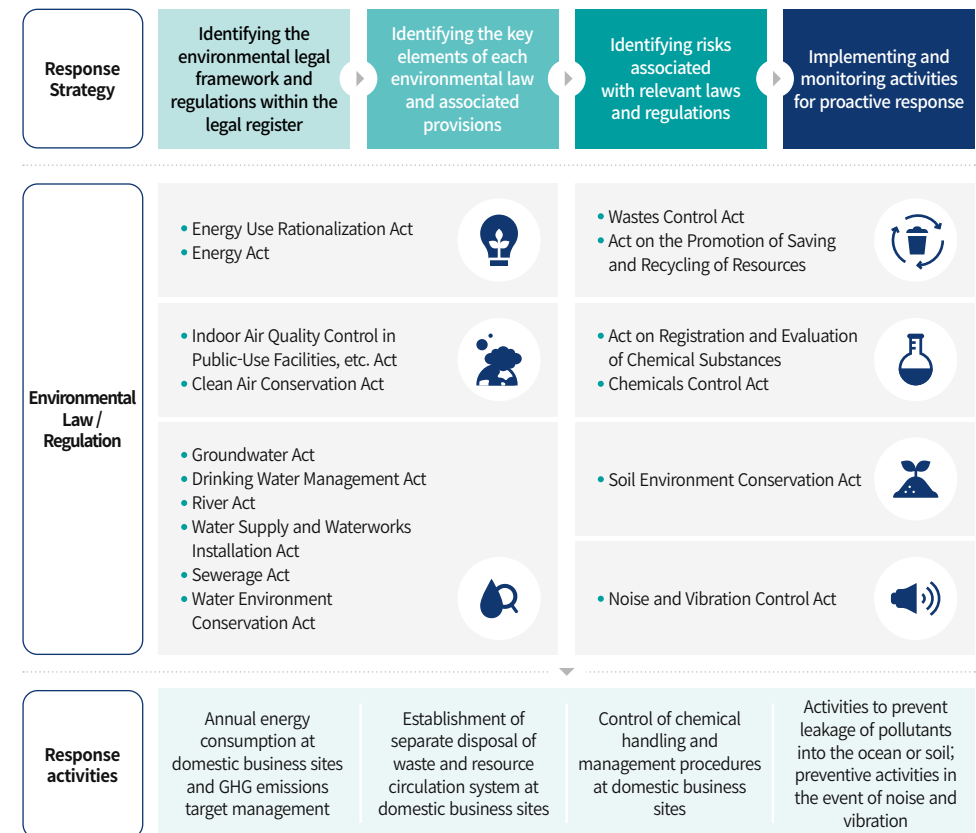 Response
Strategy
Identifying the
environmental legal
framework and
regulations within the
legal register
Identifying the key
elements of each
environmental law
and associated
provisions
Identifying risks
associated
with relevant laws
and regulations
Implementing and
monitoring activities
for proactive response
Environmental
Law /
Regulation
• Energy Use Rationalization Act
• Energy Act
• Wastes Control Act
• Act on the Promotion of Saving
and Recycling of Resources
• Indoor Air Quality Control in
Public-Use Facilities, etc. Act
• Clean Air Conservation Act
• Act on Registration and Evaluation
of Chemical Substances
• Chemicals Control Act
• Groundwater Act
• Drinking Water Management Act
• River Act
• Water Supply and Waterworks
Installation Act
• Sewerage Act
• Water Environment
Conservation Act
• Soil Environment Conservation Act
• Noise and Vibration Control Act
Response
activities
Annual energy
consumption at
domestic business sites
and GHG emissions
target management
Establishment of
separate disposal of
waste and resource
circulation system at
domestic business sites
Control of chemical
handling and
management procedures
at domestic business
sites
Activities to prevent
leakage of pollutants
into the ocean or soil;
preventive activities in
the event of noise and
vibration